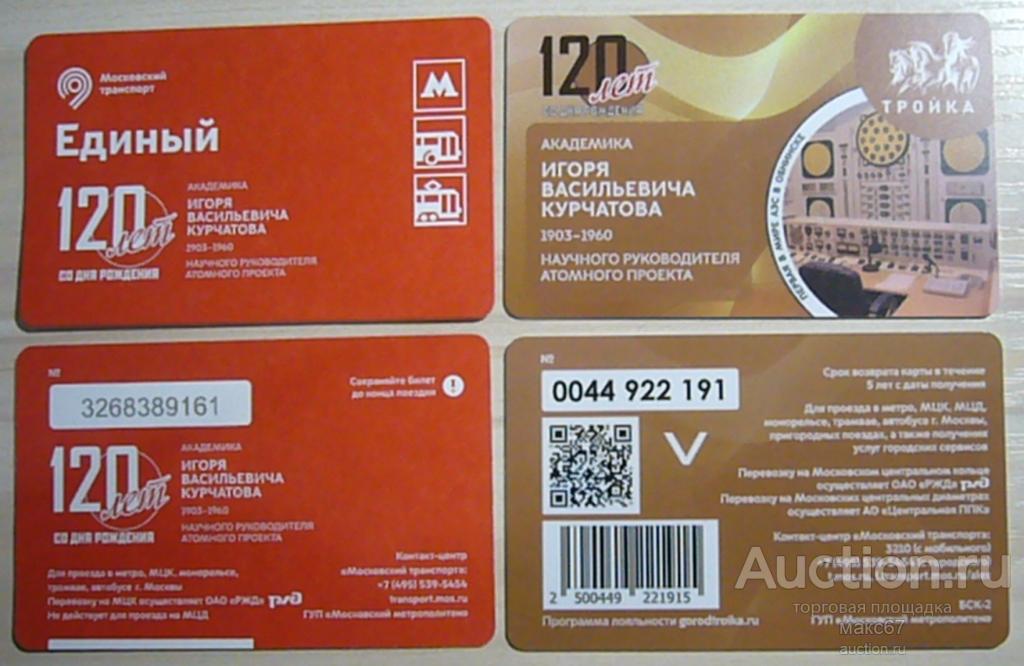 Московский
транспорт
Единый
120 лет
СО ДНЯ РОЖДЕНИЯ
АКАДЕМИКА
ИГОРЯ
ВАСИЛЬЕВИЧА
КУРЧАТОВА
1903–1960
НАУЧНОГО РУКОВОДИТЕЛЯ
АТОМНОГО ПРОЕКТА
М
120 лет
СО ДНЯ РОЖДЕНИЯ
ТРОЙКА
АКАДЕМИКА
ИГОРЯ
ВАСИЛЬЕВИЧА
КУРЧАТОВА
1903–1960
НАУЧНОГО РУКОВОДИТЕЛЯ
АТОМНОГО ПРОЕКТА
ПЕРВАЯ В МИРЕ АЭС В ОБНИНСКЕ
№
3268389161
Сохраняйте билет
до конца поездки
120 лет
СО ДНЯ РОЖДЕНИЯ
АКАДЕМИКА
ИГОРЯ
ВАСИЛЬЕВИЧА
КУРЧАТОВА
1903–1960
НАУЧНОГО РУКОВОДИТЕЛЯ
АТОМНОГО ПРОЕКТА
Для проезда в метро, МЦК, монорельсе,
трамвае, автобусе г. Москвы
Перевозку на МЦК осуществляет ОАО «РЖД» РЖД
Не действует для проезда на МЦД
Контакт-центр
«Московский транспорт»:
+7 (495) 539-5454
transport.mos.ru
ГУП «Московский метрополитен»
№
0044 922 191
Срок возврата карты в течение
5 лет с даты получения
Для проезда в метро, МЦК, МЦД,
монорельсе, трамвае, автобусе г. Москвы,
пригородных поездах, а также получения
услуг городских сервисов
Перевозку на Московском центральном кольце
осуществляет ОАО «РЖД» РЖД
Перевозку на Московских центральных диаметрах
осуществляет АО «Центральная ППК»
Контакт-центр «Московский транспорт»:
3210 (с мобильного)
2 500449 221915
БСК-2
Программа лояльности gorodtroika.ru
ГУП «Московский метрополитен»
Auction.ru
торговая площадка
макс67
auction.ru